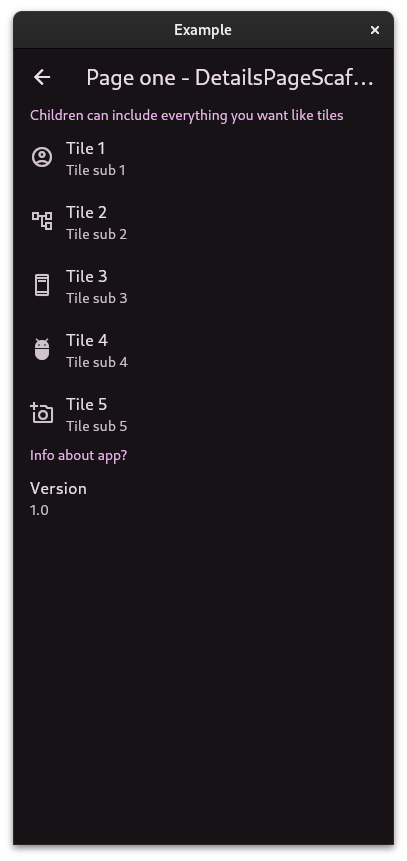 Example
Page one - DetailsPageScaf...
Children can include everything you want like tiles
Tile 1
Tile sub 1
Tile 2
Tile sub 2
Tile 3
Tile sub 3
Tile 4
Tile sub 4
Tile 5
Tile sub 5
Info about app?
Version
1.0